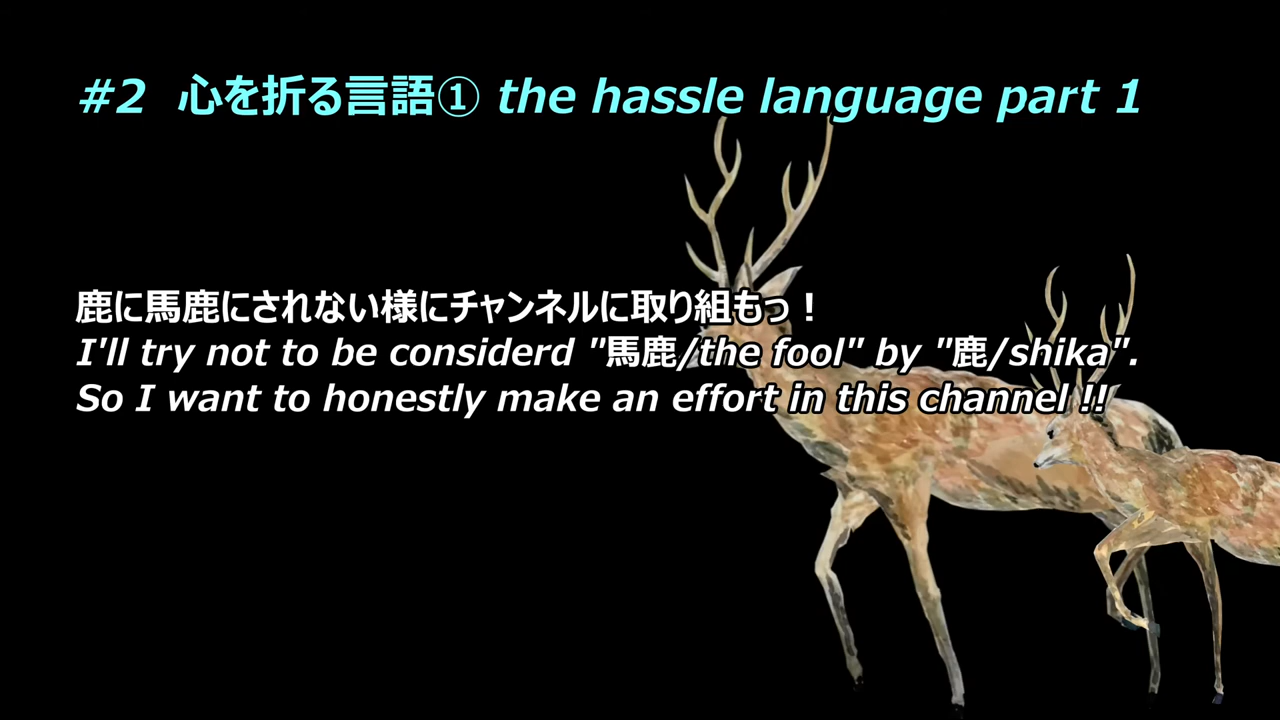 #2 心を折る言語① the hassle language part 1
鹿に馬鹿にされない様にチャンネルに取り組もっ！
I'll try not to be considerd "馬鹿/the fool" by "鹿/shika".
So I want to honestly make an effort in this channel !!